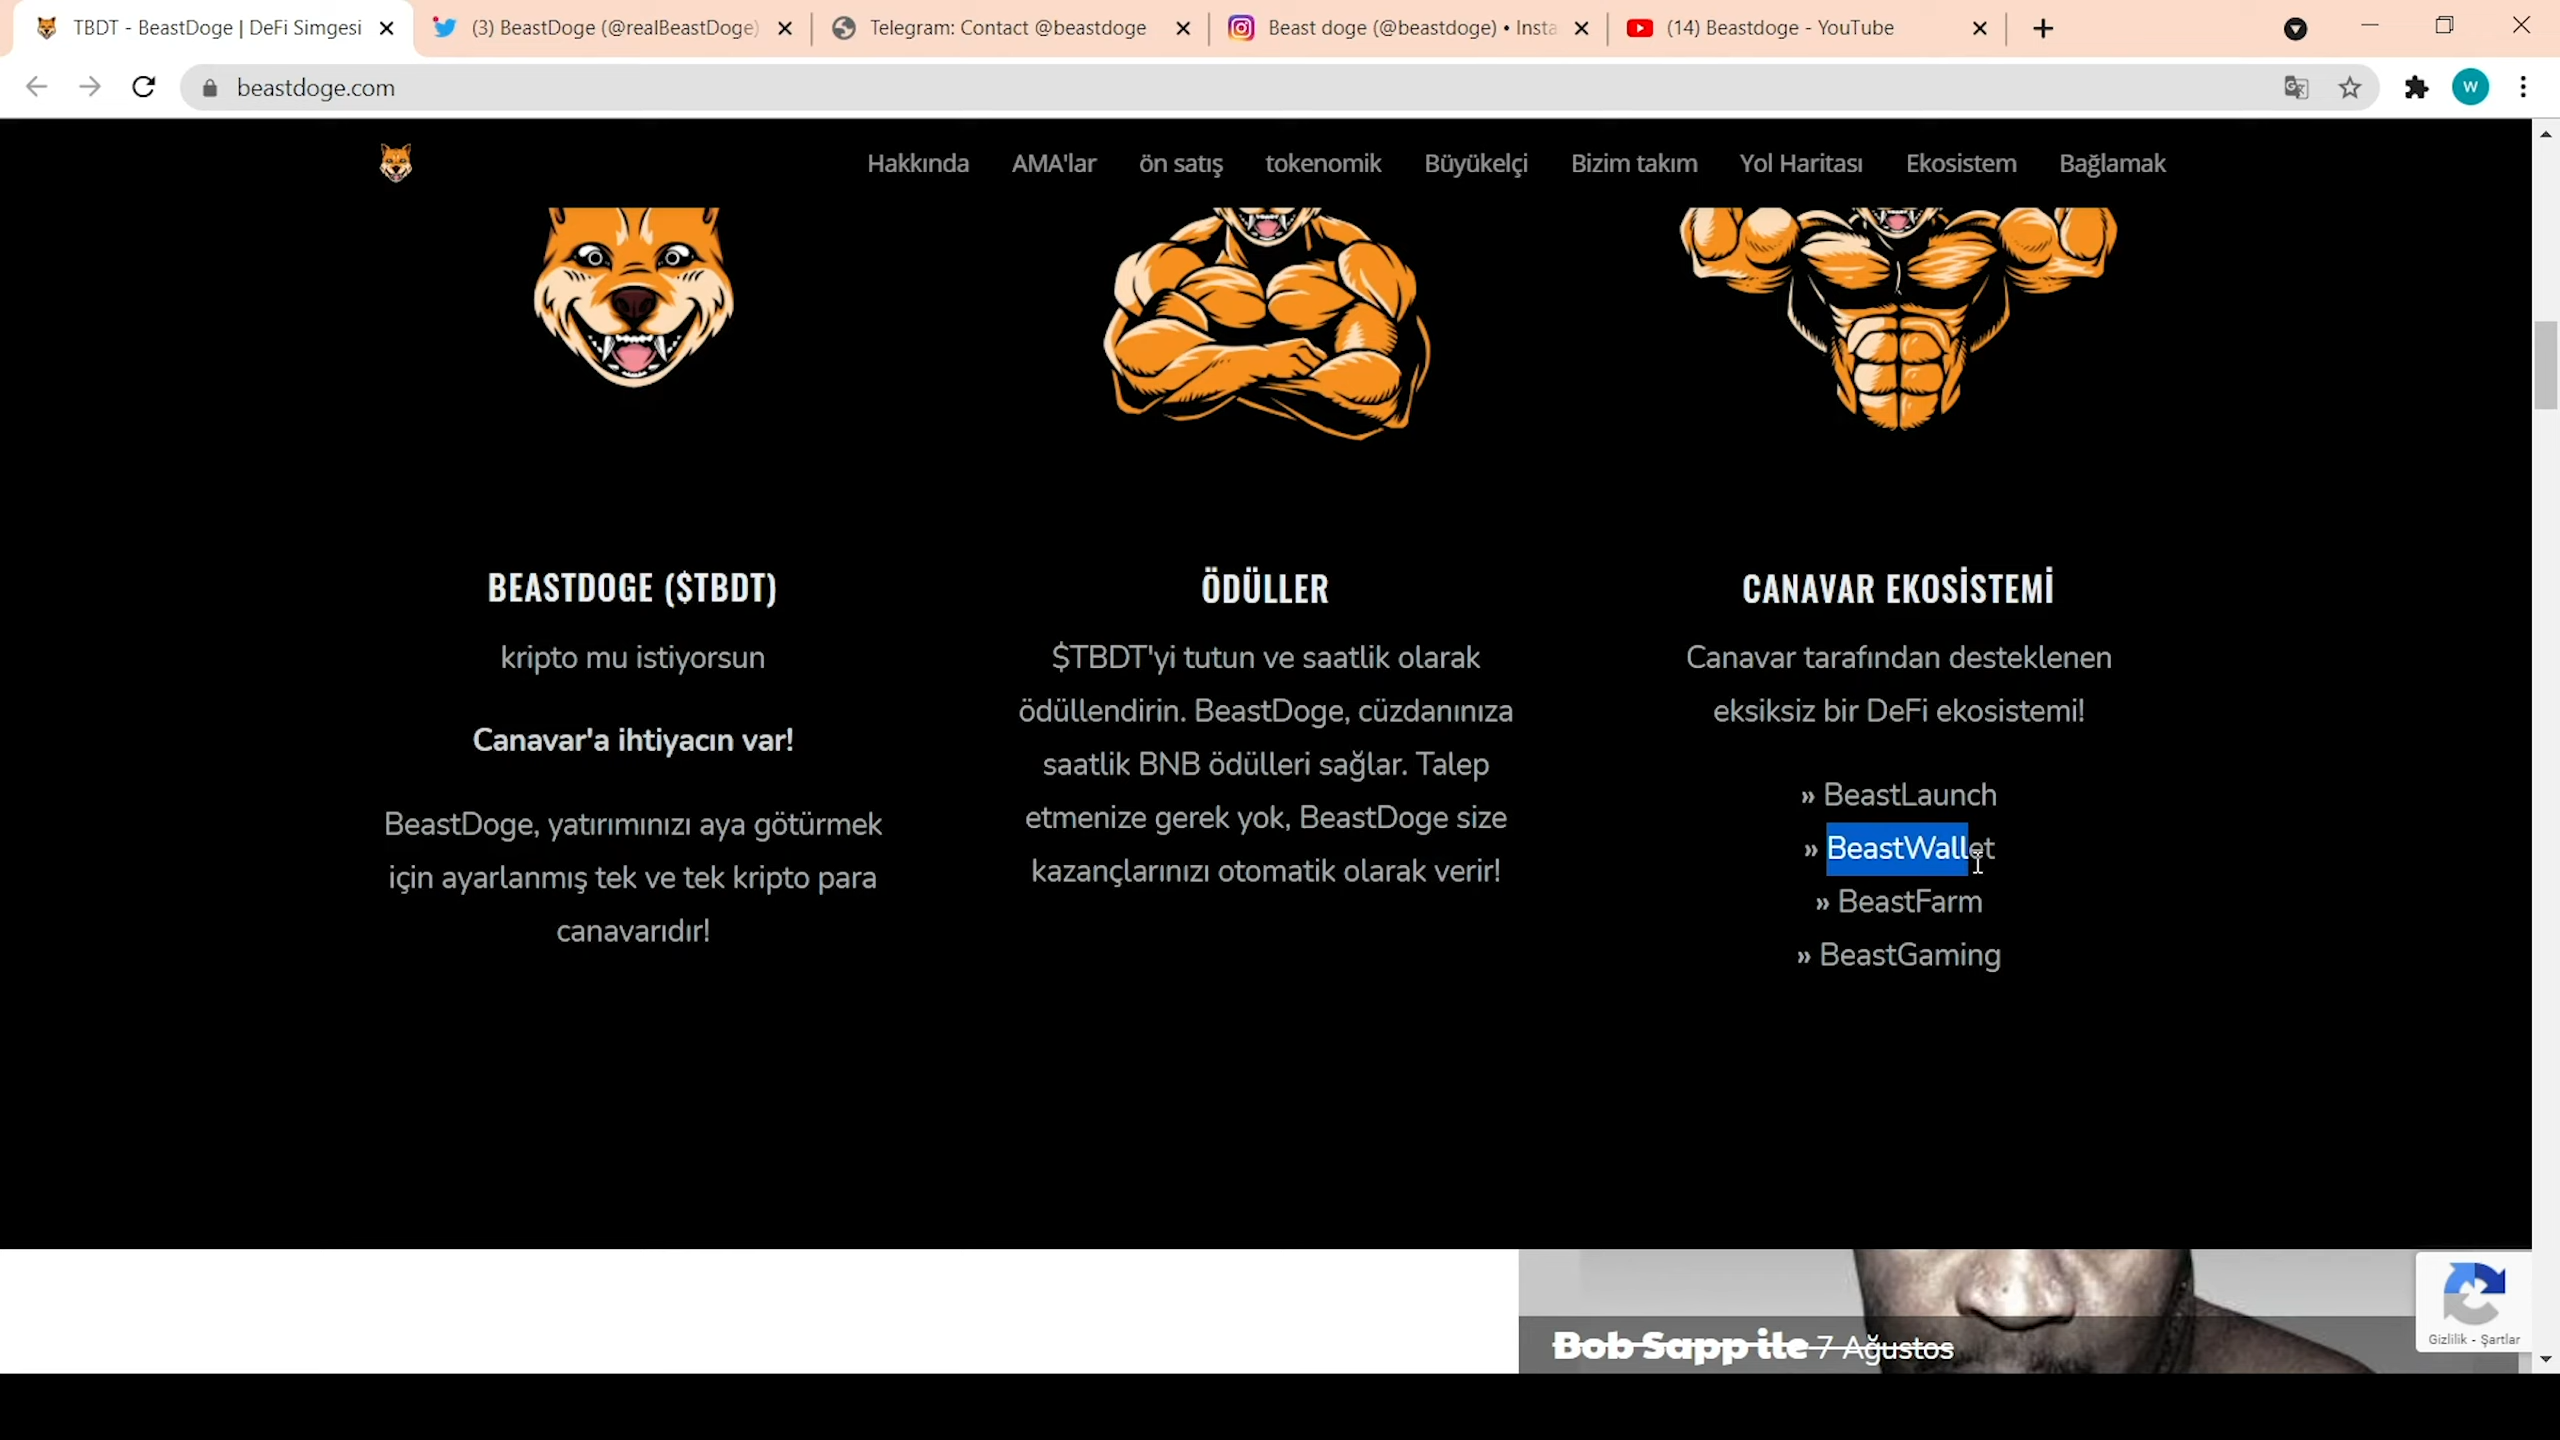 TBDT - BeastDoge | DeFi Simgesi
(3) BeastDoge (@realBeastDoge)
Telegram: Contact @beastdoge
Beast doge (@beastdoge) • Insta
(14) Beastdoge - YouTube
beastdoge.com
W
Hakkında AMA'lar ön satış tokenomik Büyükelçi Bizim takım Yol Haritası Ekosistem Bağlamak
BEASTDOGE ($TBDT)
kripto mu istiyorsun
Canavar'a ihtiyacın var!
BeastDoge, yatırımınızı aya götürmek
için ayarlanmış tek ve tek kripto para
canavarıdır!
ÖDÜLLER
$TBDT'yi tutun ve saatlik olarak
ödüllendirin. BeastDoge, cüzdanınıza
saatlik BNB ödülleri sağlar. Talep
etmenize gerek yok, BeastDoge size
kazançlarınızı otomatik olarak verir!
CANAVAR EKOSİSTEMİ
Canavar tarafından desteklenen
eksiksiz bir DeFi ekosistemi!
» BeastLaunch
» BeastWallet
» BeastFarm
» BeastGaming
Bob Sapp ile 7 Ağustos
Gizlilik - Şartlar